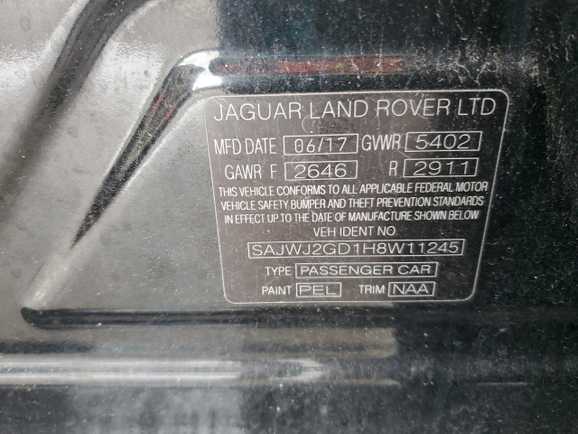 JAGUAR LAND ROVER LTD
MFD DATE 06/17 GVWR 5402
GAWR F 2646 R 2911
THIS VEHICLE CONFORMS TO ALL APPLICABLE FEDERAL MOTOR
VEHICLE SAFETY, BUMPER AND THEFT PREVENTION STANDARDS
IN EFFECT UP TO THE DATE OF MANUFACTURE SHOWN BELOW
VEH IDENT NO.
SAJWJ2GD1H8W11245
TYPE PASSENGER CAR
PAINT PEL TRIM NAA